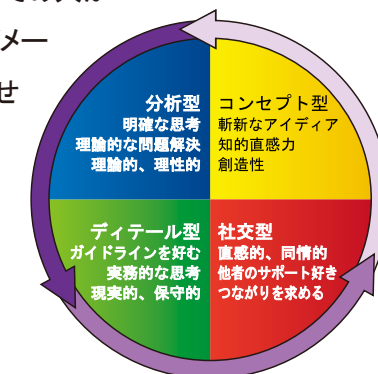 メー
せ
分析型
明確な思考
理論的な問題解決
理論的、理性的
コンセプト型
斬新なアイディア
知的直感力
創造性
ディテール型
ガイドラインを好む
実務的な思考
現実的、保守的
社交型
直感的、同情的
他者のサポート好き
つながりを求める